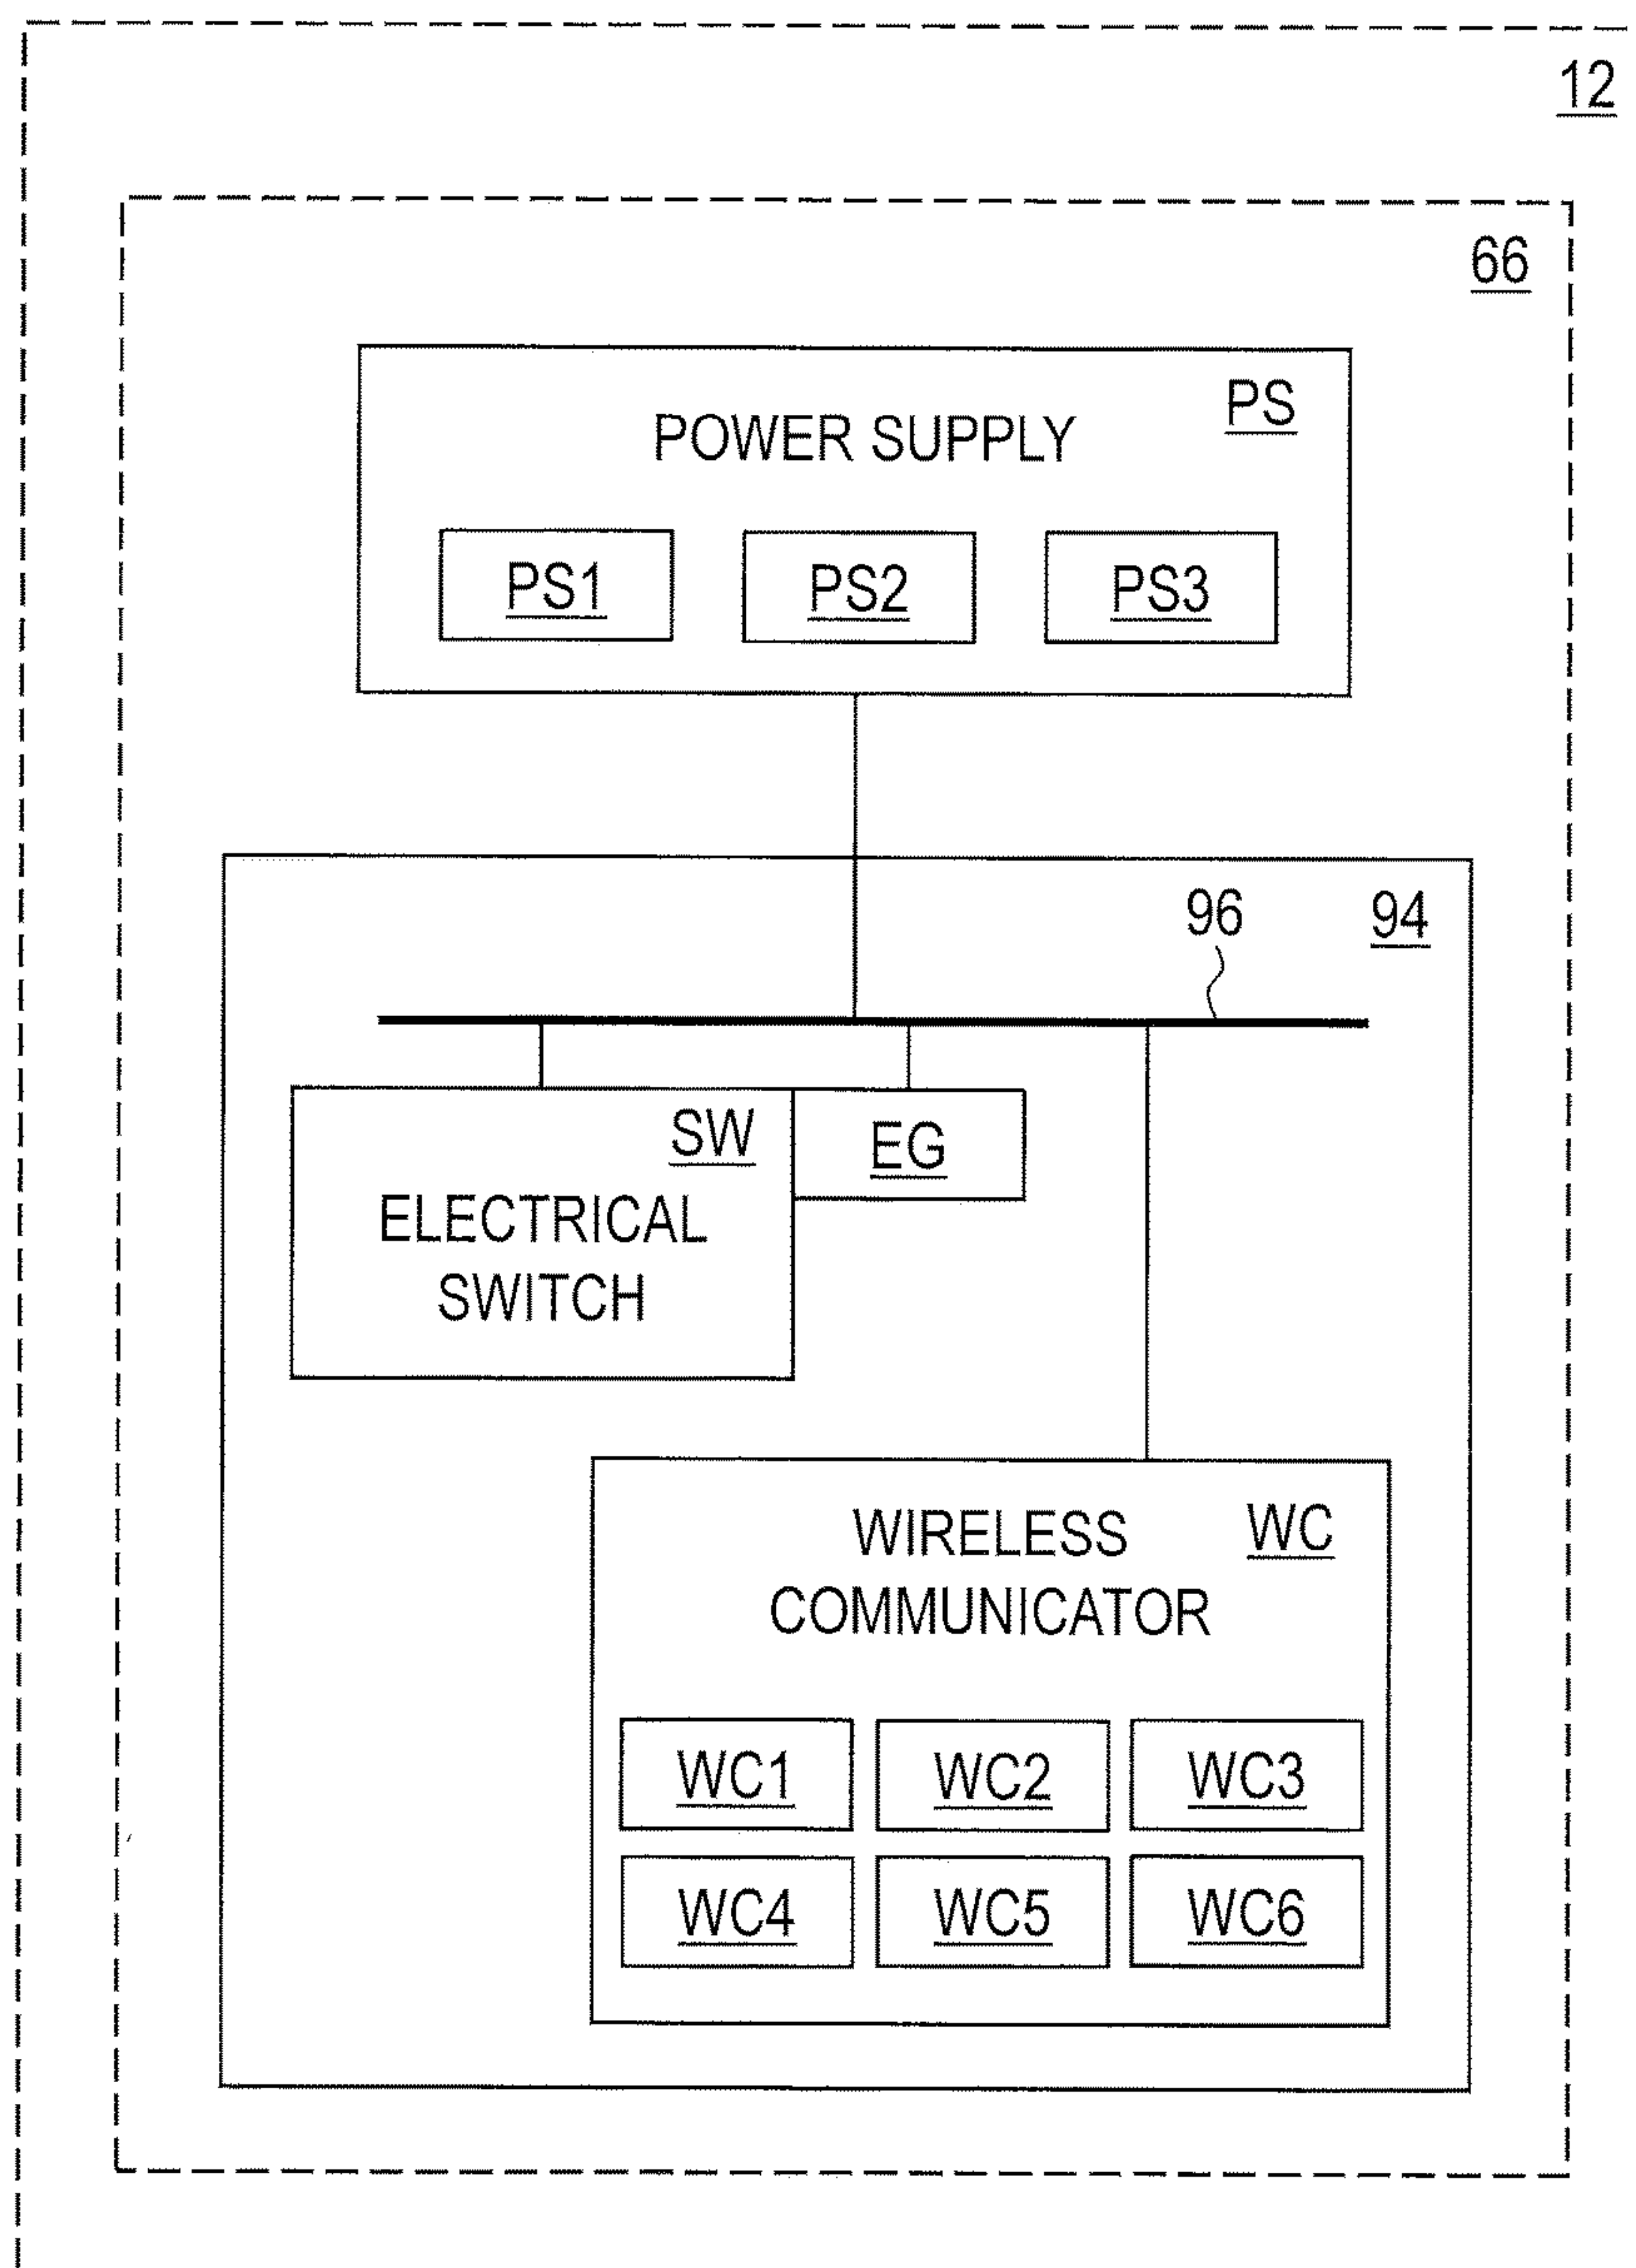 12
66
PS
POWER SUPPLY
PS1 PS2 PS3
96 94
SW EG
ELECTRICAL
SWITCH
WIRELESS WC
COMMUNICATOR
WC1 WC2 WC3
WC4 WC5 WC6